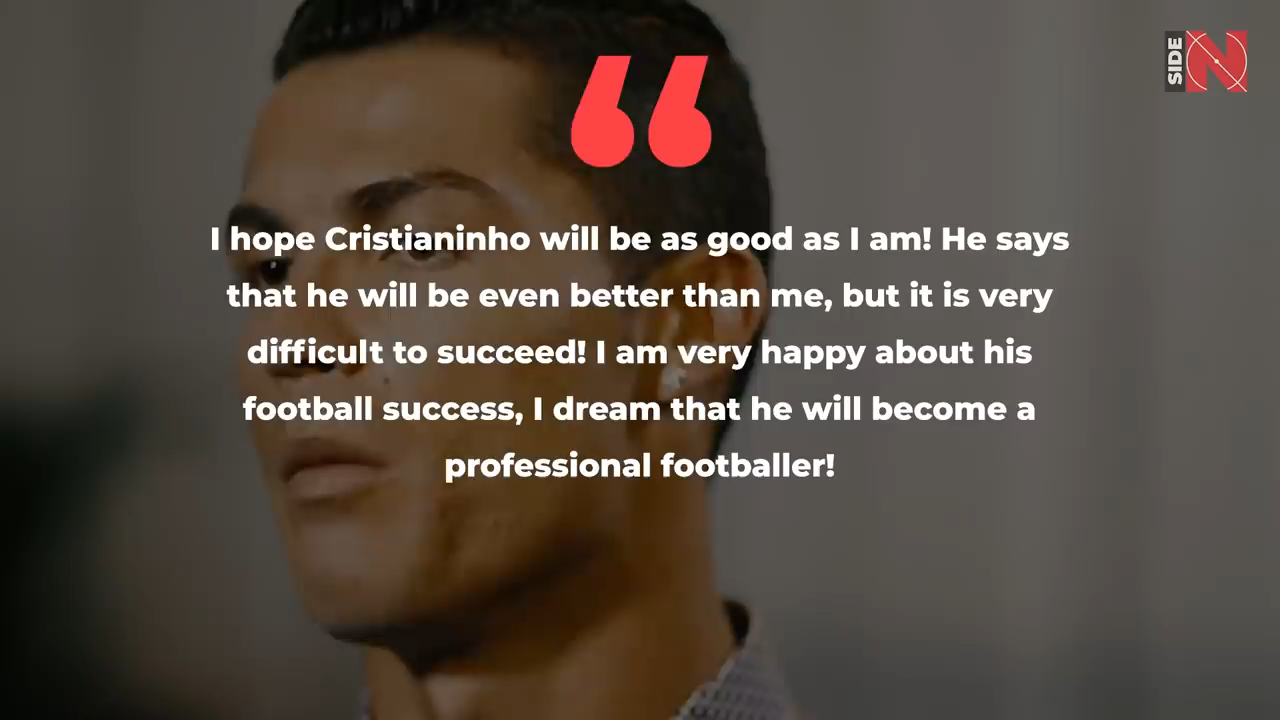 SIDE
N
I hope Cristianinho will be as good as I am! He says
that he will be even better than me, but it is very
difficult to succeed! I am very happy about his
football success, I dream that he will become a
professional footballer!